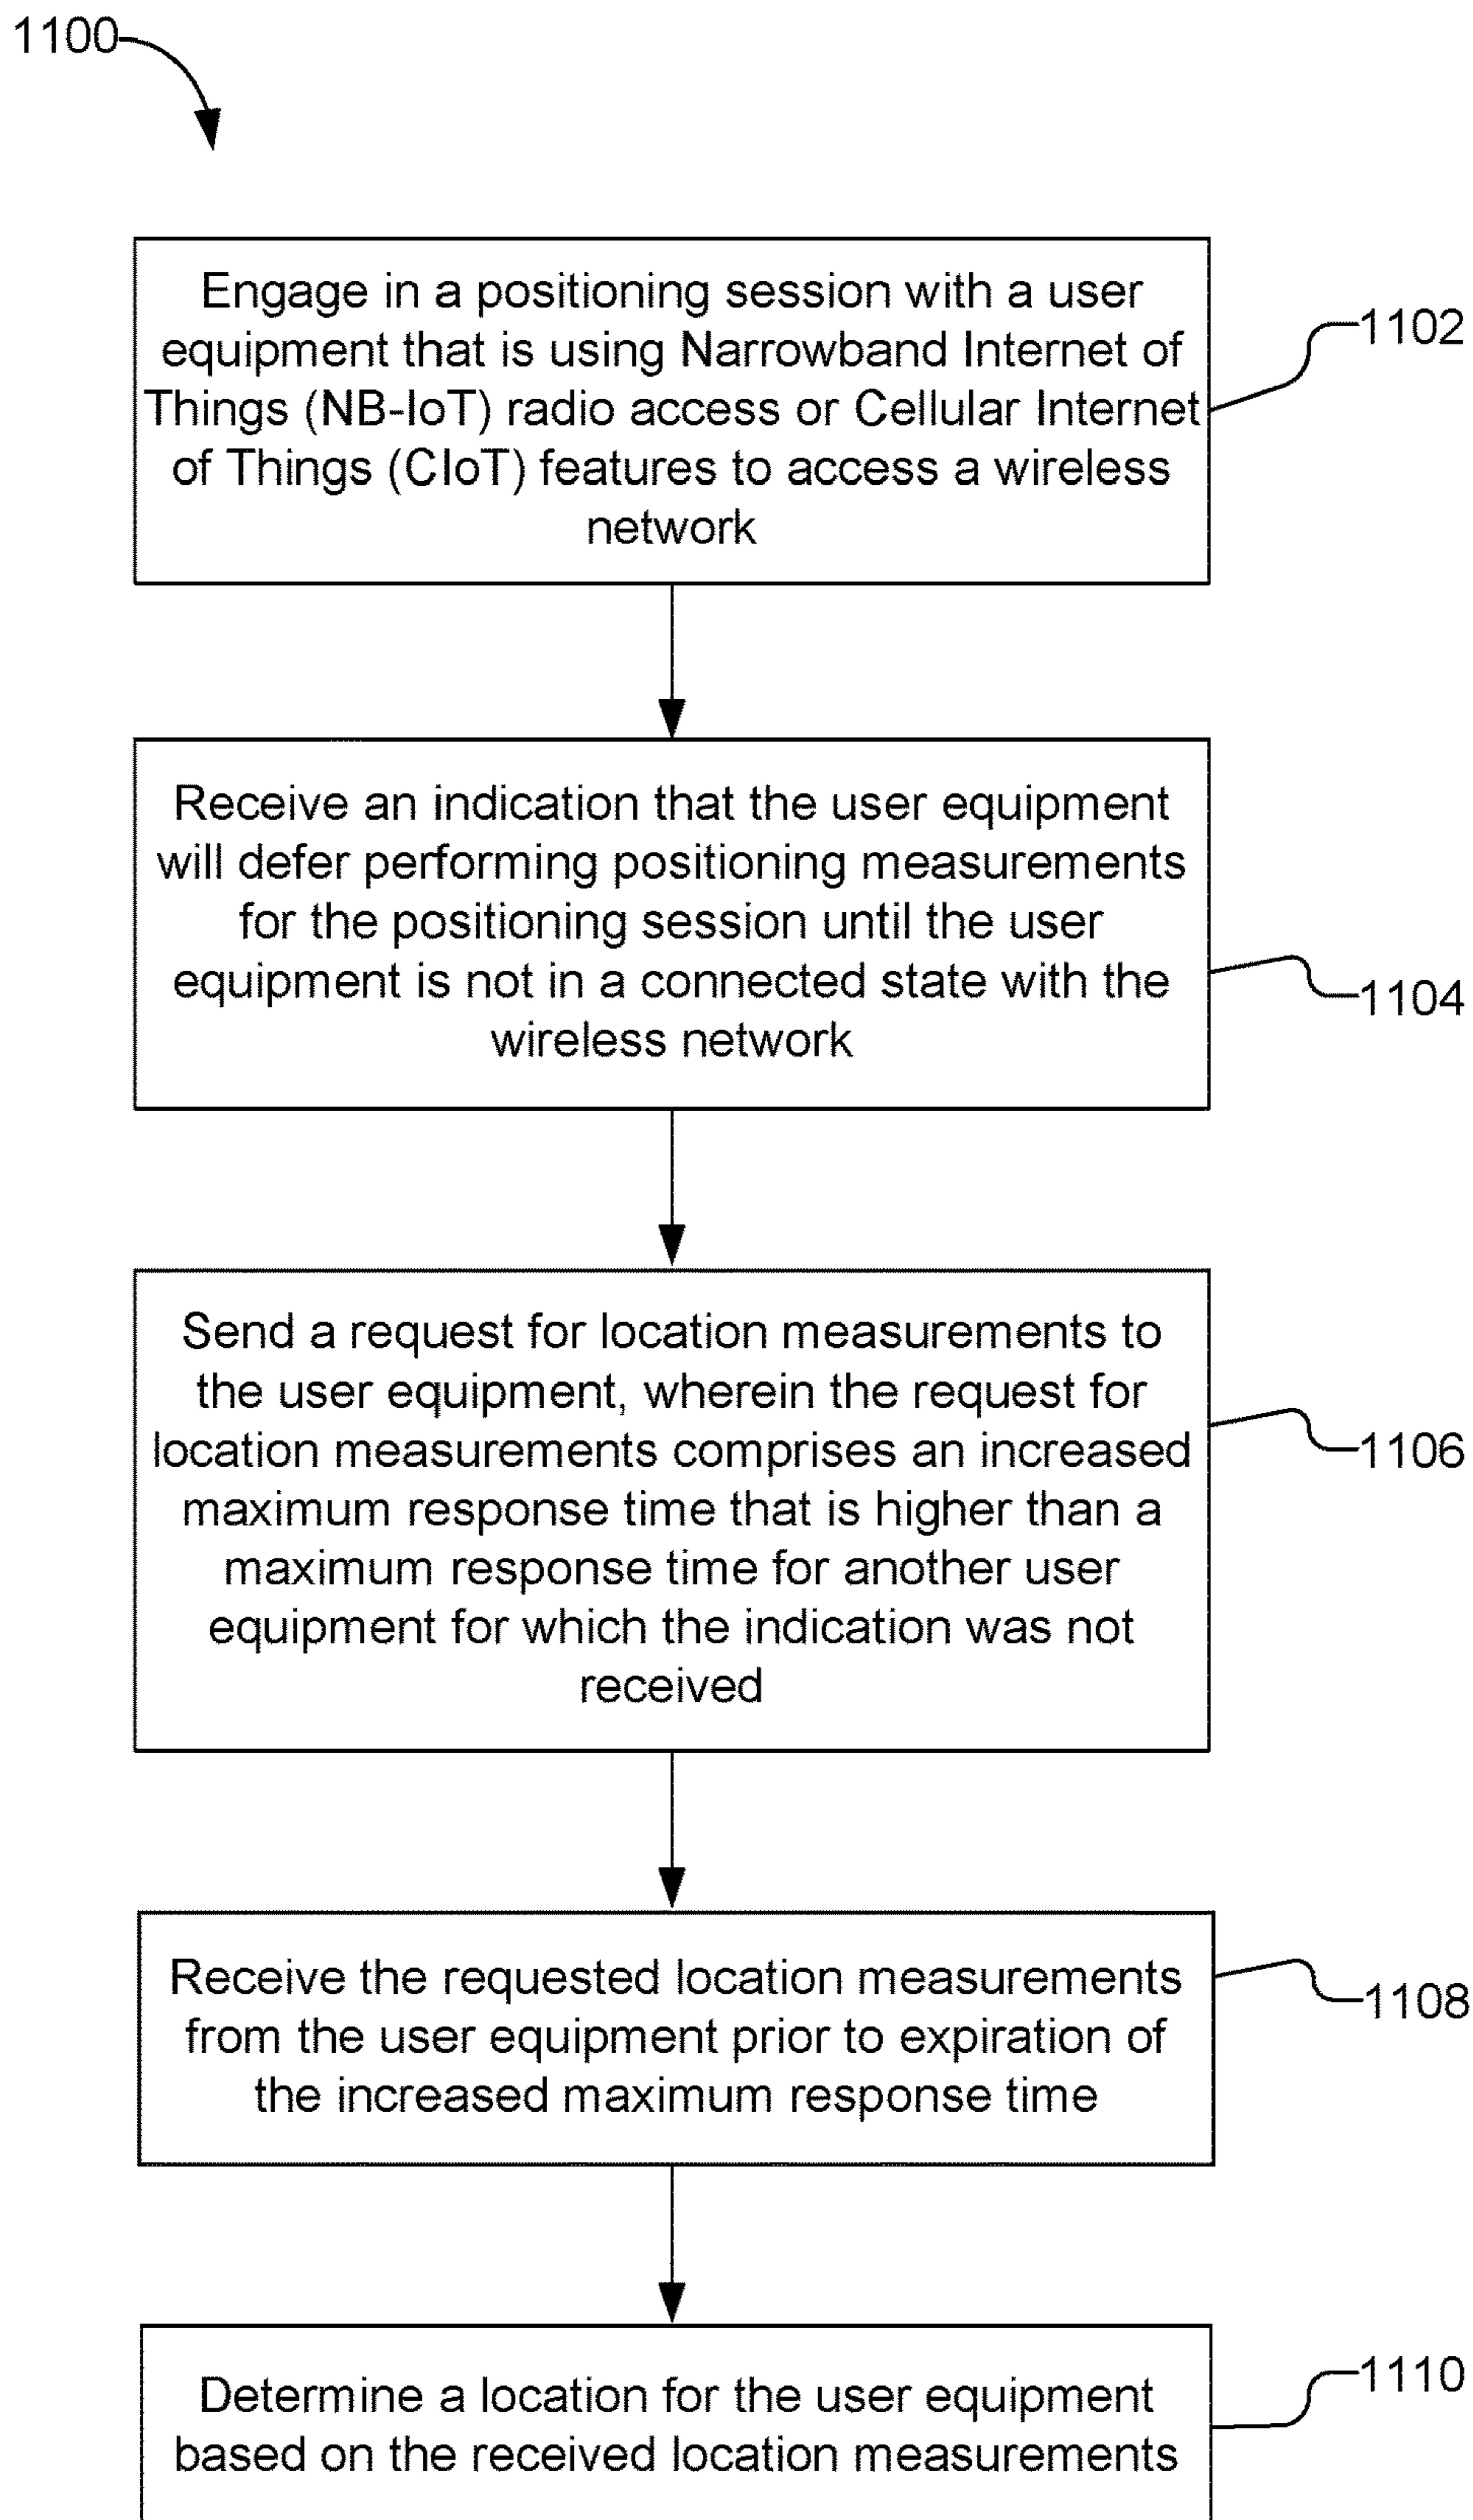 1100
Engage in a positioning session with a user
equipment that is using Narrowband Internet of
Things (NB-IoT) radio access or Cellular Internet
of Things (CIoT) features to access a wireless
network
1102
Receive an indication that the user equipment
will defer performing positioning measurements
for the positioning session until the user
equipment is not in a connected state with the
wireless network
1104
Send a request for location measurements to
the user equipment, wherein the request for
location measurements comprises an increased
maximum response time that is higher than a
maximum response time for another user
equipment for which the indication was not
received
1106
Receive the requested location measurements
from the user equipment prior to expiration of
the increased maximum response time
1108
Determine a location for the user equipment
based on the received location measurements
1110